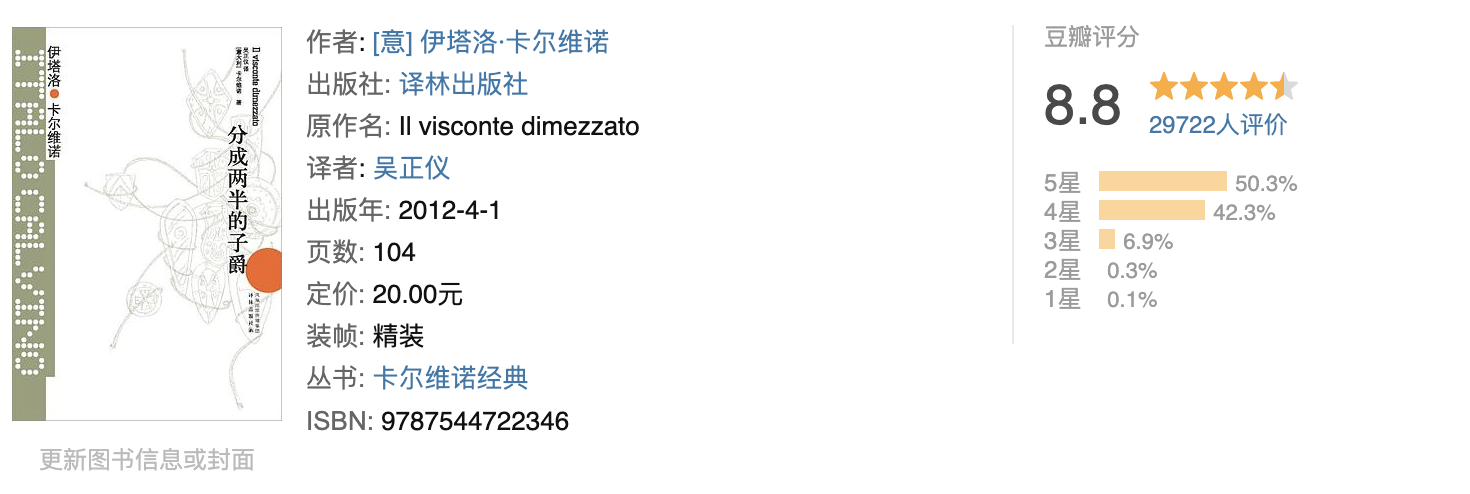 伊塔洛·卡尔维诺
ITALO CALVINO
Il visconte dimezzato
吴正仪 译
[意大利] 卡尔维诺 著
分成两半的子爵
译林出版社
更新图书信息或封面
作者: [意] 伊塔洛·卡尔维诺
出版社: 译林出版社
原作名: Il visconte dimezzato
译者: 吴正仪
出版年: 2012-4-1
页数: 104
定价: 20.00元
装帧: 精装
丛书: 卡尔维诺经典
ISBN: 9787544722346
豆瓣评分
8.8
29722人评价
5星 50.3%
4星 42.3%
3星 6.9%
2星 0.3%
1星 0.1%